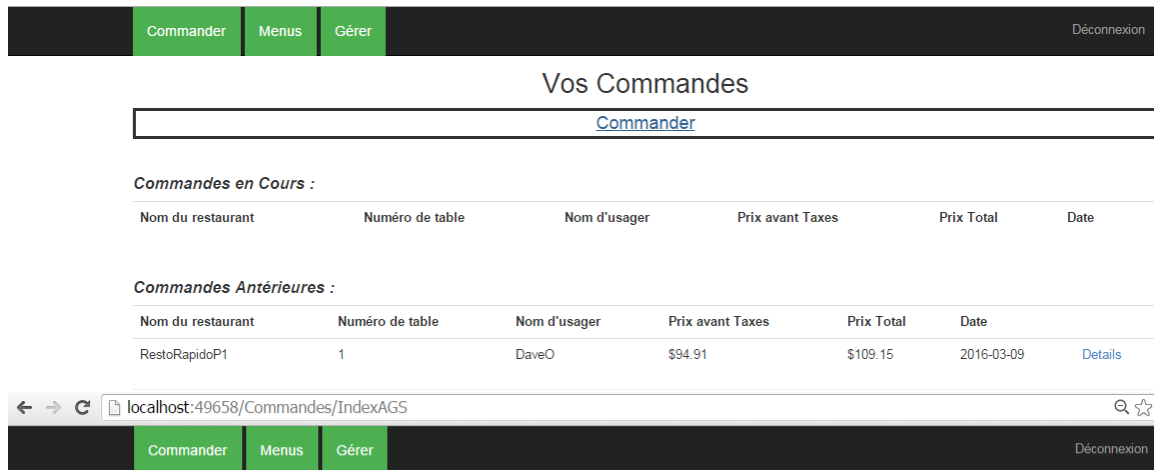 Commander Menus Gérer Déconnexion
Vos Commandes
Commander
Commandes en Cours :
Nom du restaurant Numéro de table Nom d'usager Prix avant Taxes Prix Total Date
Commandes Antérieures :
Nom du restaurant Numéro de table Nom d'usager Prix avant Taxes Prix Total Date
RestoRapidoP1 1 DaveO $94.91 $109.15 2016-03-09 Details
localhost:49658/Commandes/IndexAGS
Commander Menus Gérer Déconnexion